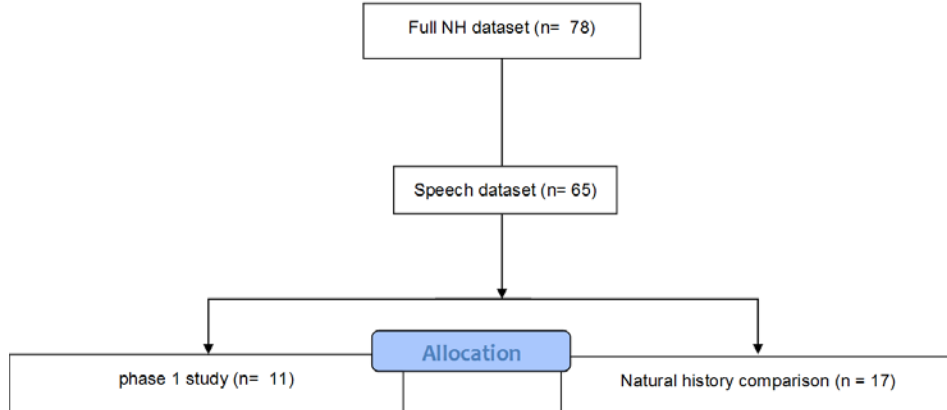 Full NH dataset (n=  78)
Speech dataset (n= 65)
Allocation
phase 1 study (n=  11)
Natural history comparison (n = 17)